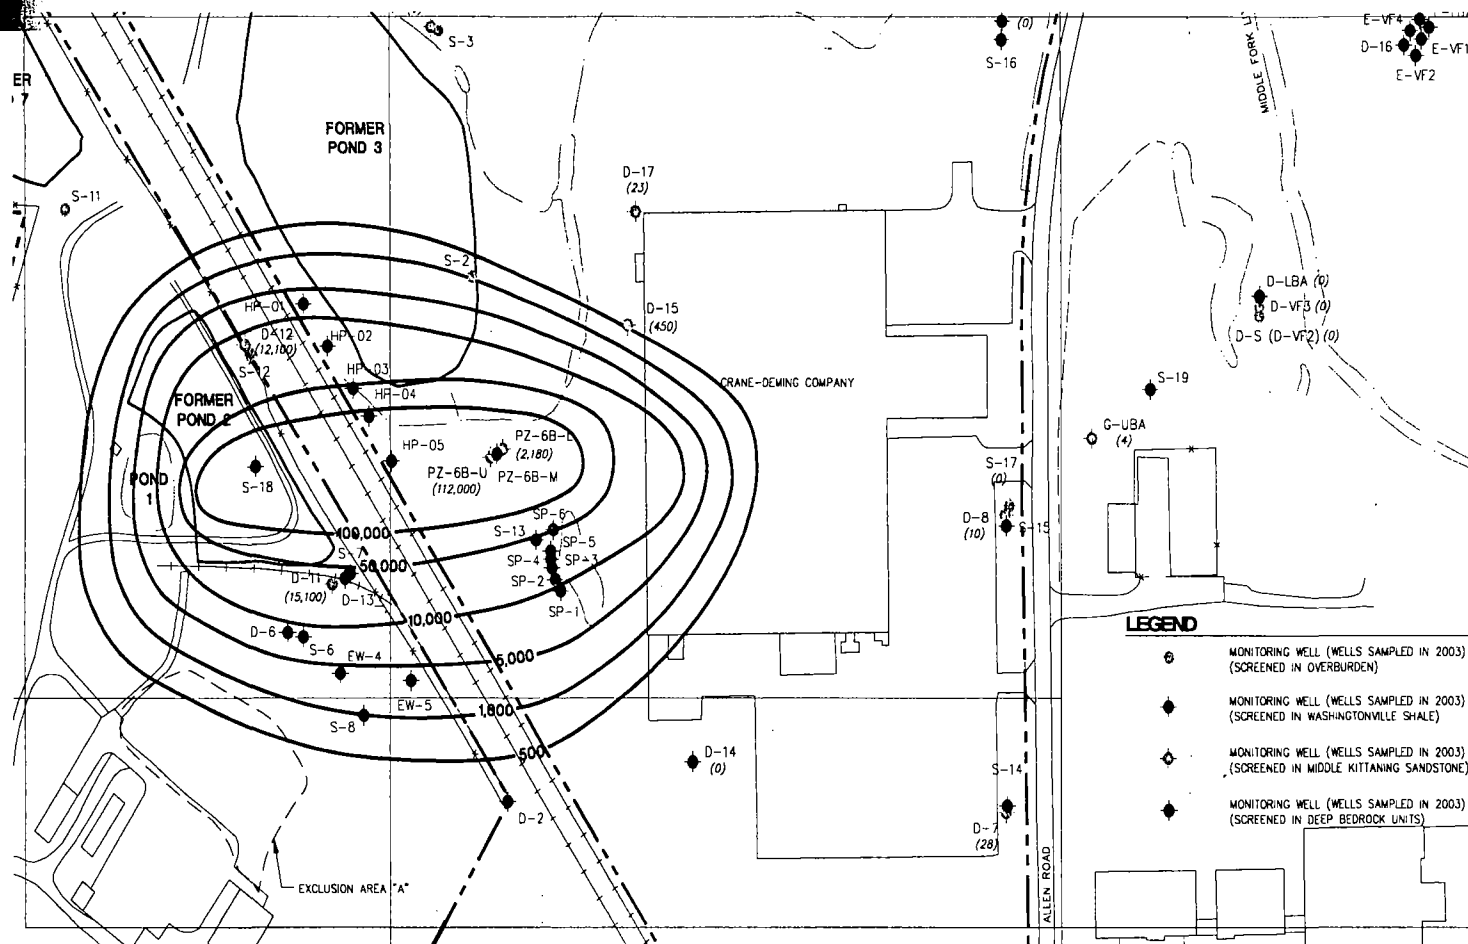 S-3
(0)
S-16
E-VF4
D-16
E-VF1
E-VF2
MIDDLE FORK
ER
7
FORMER
POND 3
S-11
D-17
(23)
S-2
D-15
(450)
HP-01
D-12
(12,100)
S-12
HP-02
HP-03
HP-04
HP-05
FORMER
POND 2
POND
1
S-18
PZ-6B-L
(2,180)
PZ-6B-U
(112,000)
PZ-6B-M
CRANE-DEMING COMPANY
D-LBA (0)
D-VF3 (0)
D-S (D-VF2) (0)
S-19
G-UBA
(4)
S-17
(0)
D-8
(10)
S-15
100,000
50,000
10,000
5,000
1,000
500
S-7
D-11
(15,100)
D-13
S-13
SP-6
SP-5
SP-4
SP-3
SP-2
SP-1
D-6
S-6
EW-4
EW-5
S-8
D-14
(0)
S-14
D-7
(28)
D-2
EXCLUSION AREA "A"
ALLEN ROAD
LEGEND
MONITORING WELL (WELLS SAMPLED IN 2003)
(SCREENED IN OVERBURDEN)
MONITORING WELL (WELLS SAMPLED IN 2003)
(SCREENED IN WASHINGTONVILLE SHALE)
MONITORING WELL (WELLS SAMPLED IN 2003)
(SCREENED IN MIDDLE KITTANING SANDSTONE)
MONITORING WELL (WELLS SAMPLED IN 2003)
(SCREENED IN DEEP BEDROCK UNITS)